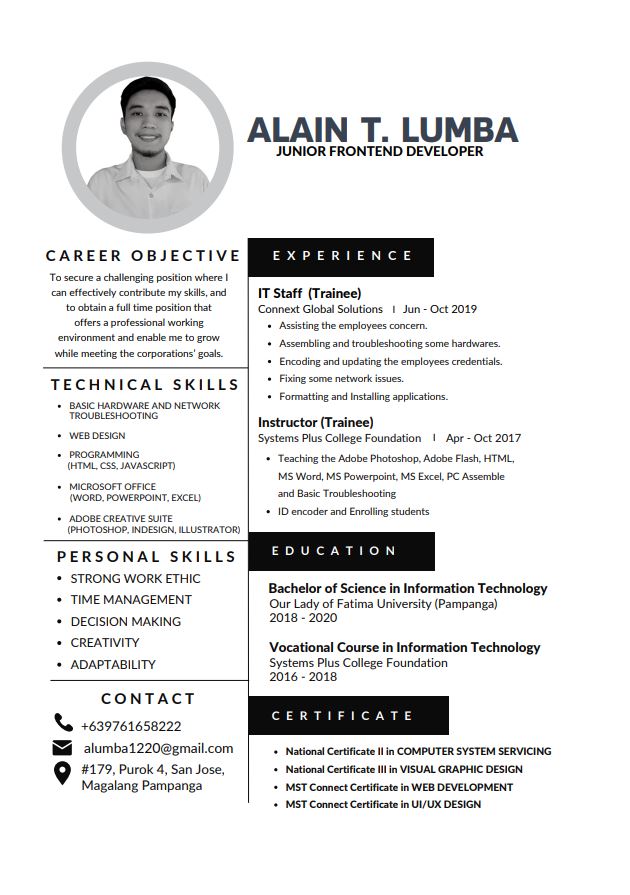 ALAIN T. LUMBA
JUNIOR FRONTEND DEVELOPER
CAREER OBJECTIVE
To secure a challenging position where I
can effectively contribute my skills, and
to obtain a full time position that
offers a professional working
environment and enable me to grow
while meeting the corporations' goals.
TECHNICAL SKILLS
• BASIC HARDWARE AND NETWORK
TROUBLESHOOTING
• WEB DESIGN
• PROGRAMMING
(HTML, CSS, JAVASCRIPT)
• MICROSOFT OFFICE
(WORD, POWERPOINT, EXCEL)
• ADOBE CREATIVE SUITE
(PHOTOSHOP, INDESIGN, ILLUSTRATOR)
PERSONAL SKILLS
• STRONG WORK ETHIC
• TIME MANAGEMENT
• DECISION MAKING
• CREATIVITY
• ADAPTABILITY
CONTACT
+639761658222
alumba1220@gmail.com
#179, Purok 4, San Jose,
Magalang Pampanga
EXPERIENCE
IT Staff (Trainee)
Connext Global Solutions | Jun - Oct 2019
• Assisting the employees concern.
• Assembling and troubleshooting some hardwares.
• Encoding and updating the employees credentials.
• Fixing some network issues.
• Formatting and Installing applications.
Instructor (Trainee)
Systems Plus College Foundation | Apr - Oct 2017
• Teaching the Adobe Photoshop, Adobe Flash, HTML,
MS Word, MS Powerpoint, MS Excel, PC Assemble
and Basic Troubleshooting
• ID encoder and Enrolling students
EDUCATION
Bachelor of Science in Information Technology
Our Lady of Fatima University (Pampanga)
2018 - 2020
Vocational Course in Information Technology
Systems Plus College Foundation
2016 - 2018
CERTIFICATE
• National Certificate II in COMPUTER SYSTEM SERVICING
• National Certificate III in VISUAL GRAPHIC DESIGN
• MST Connect Certificate in WEB DEVELOPMENT
• MST Connect Certificate in UI/UX DESIGN